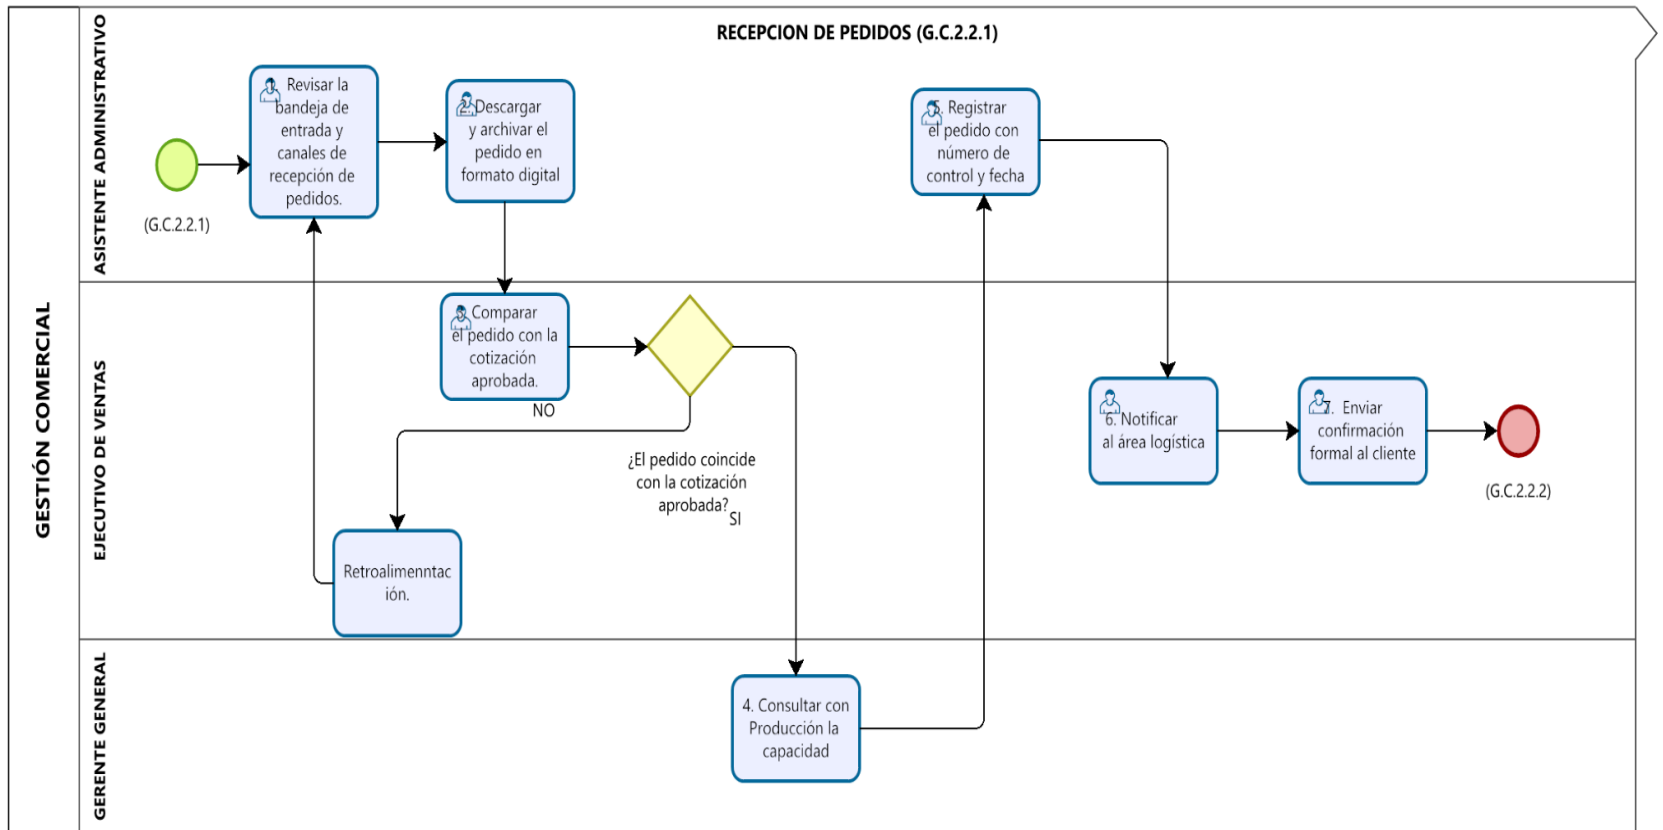 RECEPCION DE PEDIDOS (G.C.2.2.1)
GESTIÓN COMERCIAL
ASISTENTE ADMINISTRATIVO
(G.C.2.2.1)
Revisar la
bandeja de
entrada y
canales de
recepción de
pedidos.
2. Descargar
y archivar el
pedido en
formato digital
5. Registrar
el pedido con
número de
control y fecha
EJECUTIVO DE VENTAS
Comparar
el pedido con la
cotización
aprobada.
NO
¿El pedido coincide
con la cotización
aprobada?
SI
Retroalimenntac
ión.
6. Notificar
al área logística
7. Enviar
confirmación
formal al cliente
(G.C.2.2.2)
GERENTE GENERAL
4. Consultar con
Producción la
capacidad